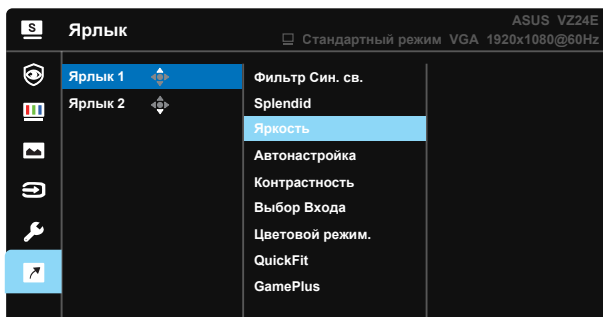 S Ярлык
ASUS VZ24E
Стандартный режим VGA 1920x1080@60Hz
Ярлык 1
Ярлык 2
Фильтр Син. св.
Splendid
Яркость
Автонастройка
Контрастность
Выбор Входа
Цветовой режим.
QuickFit
GamePlus